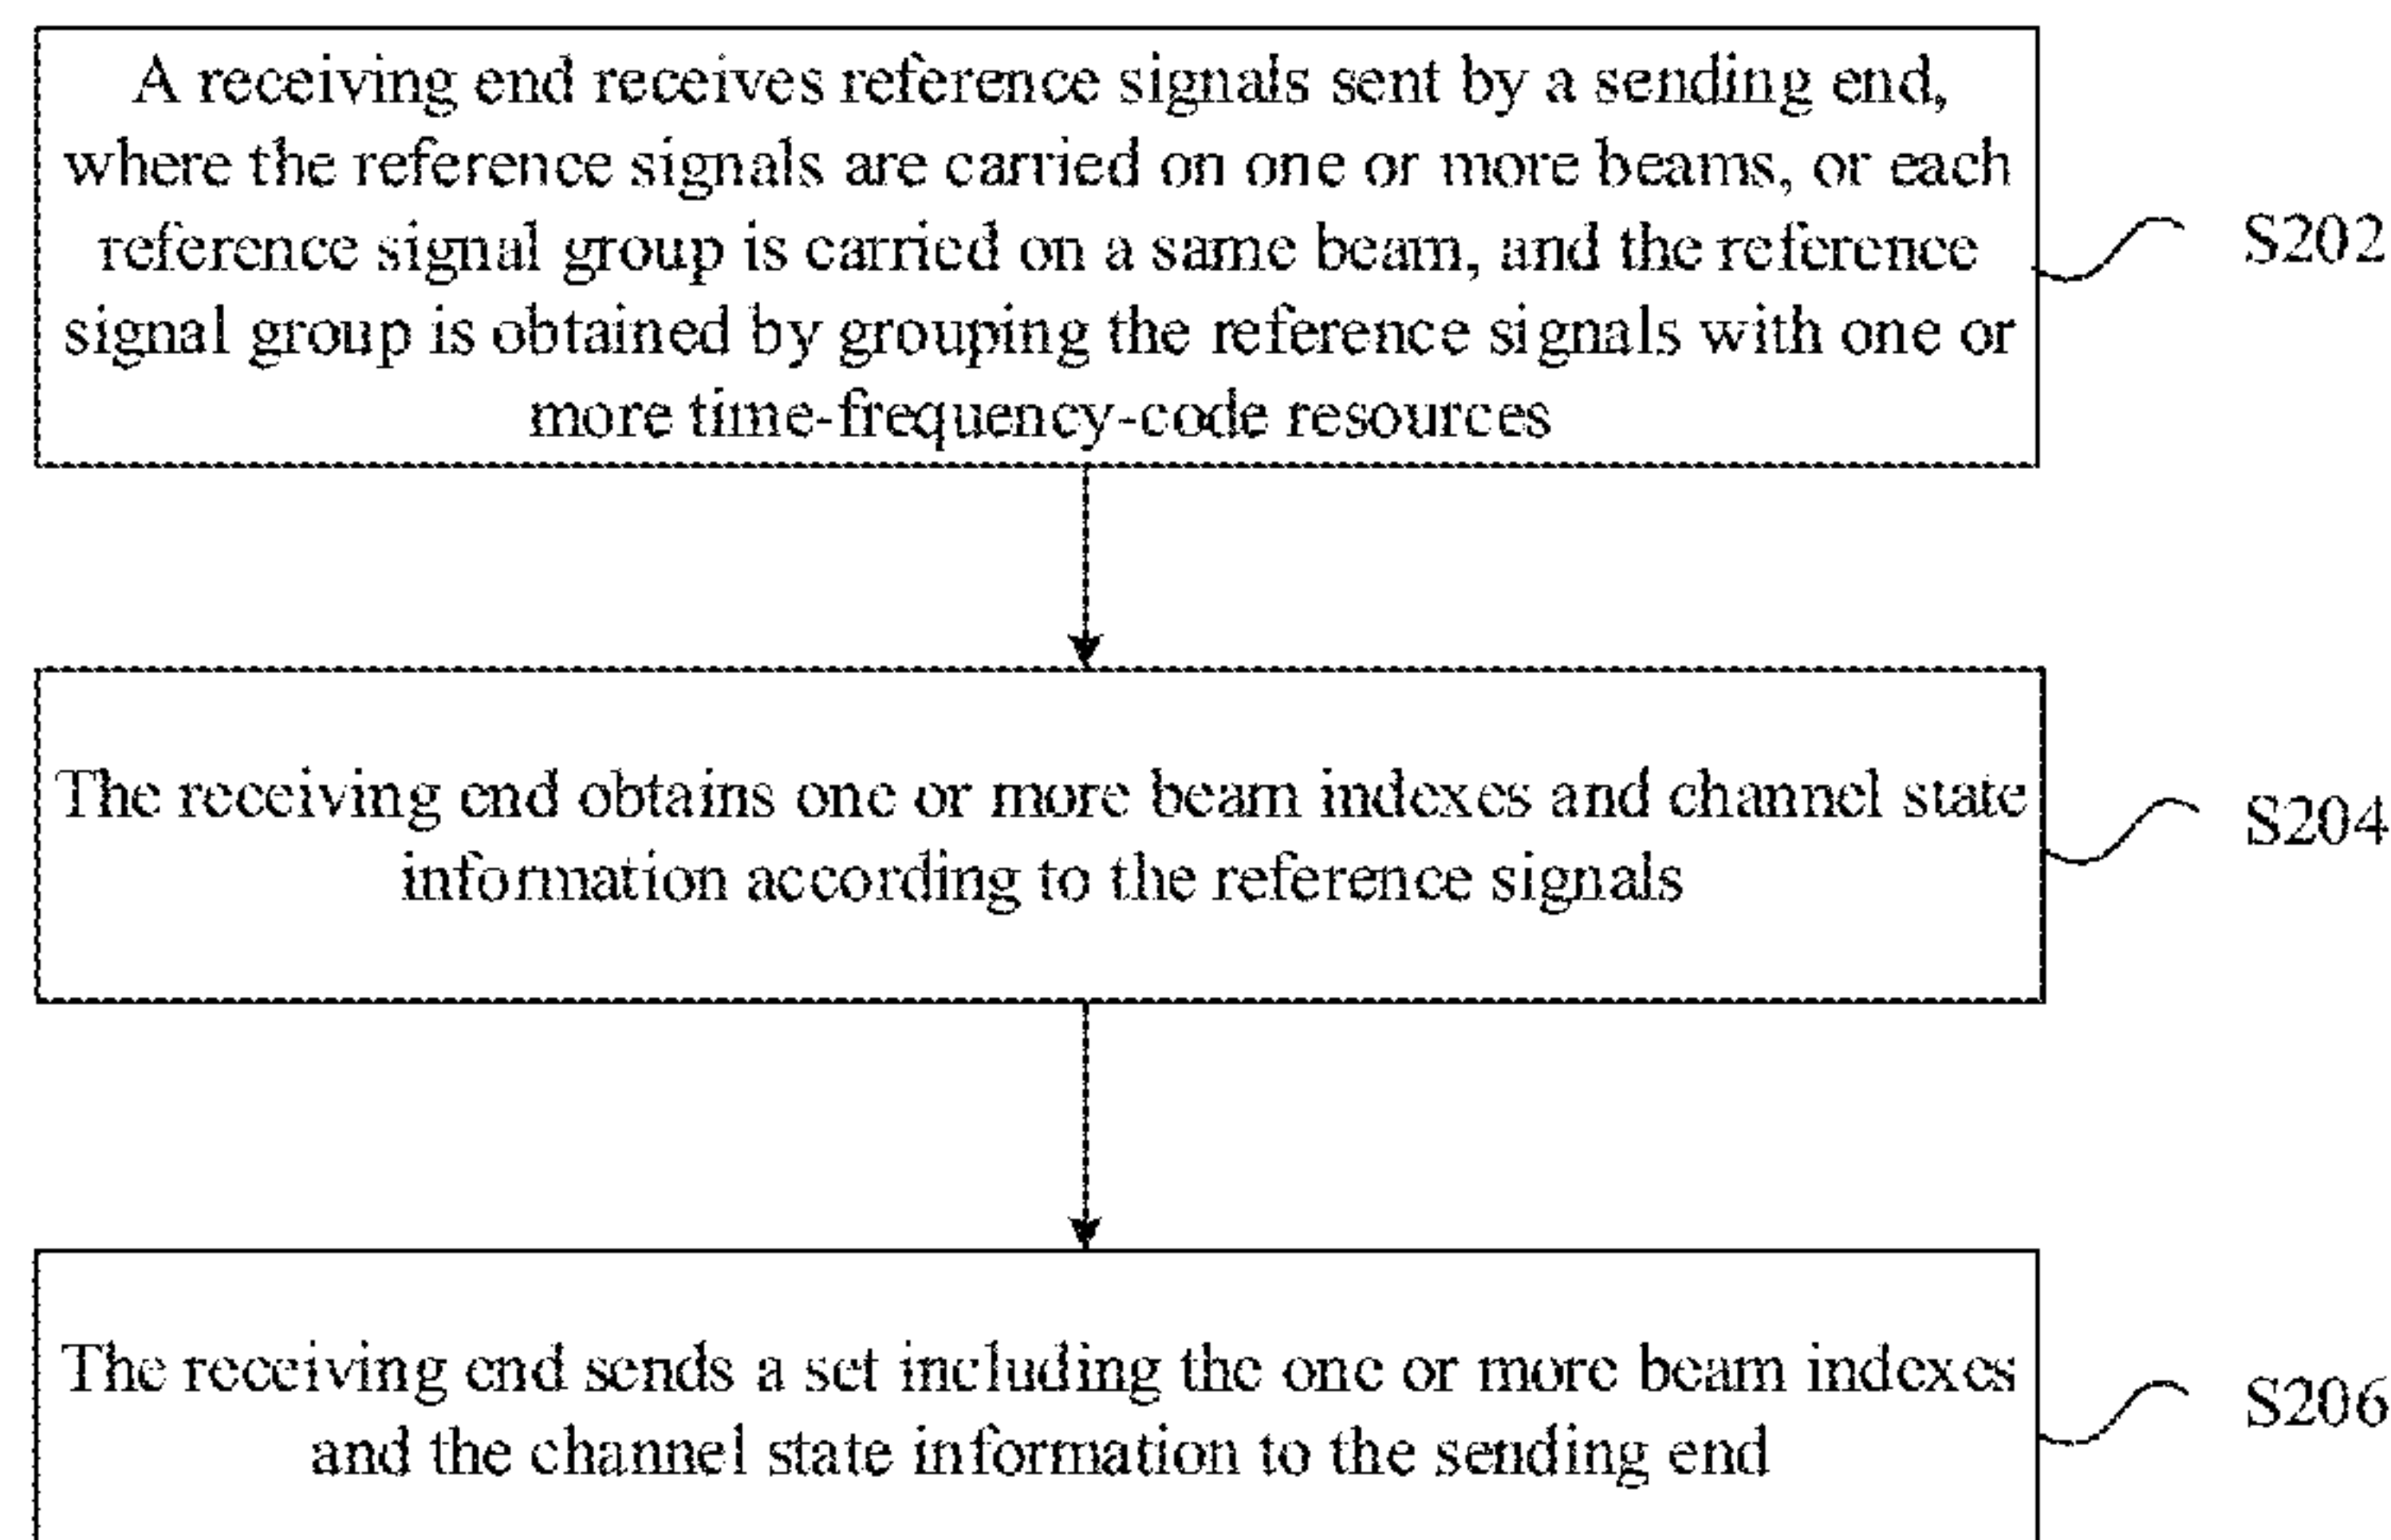 A receiving end receives reference signals sent by a sending end,
where the reference signals are carried on one or more beams, or each
reference signal group is carried on a same beam, and the reference
signal group is obtained by grouping the reference signals with one or
more time-frequency-code resources
S202
The receiving end obtains one or more beam indexes and channel state
information according to the reference signals
S204
The receiving end sends a set including the one or more beam indexes
and the channel state information to the sending end
S206